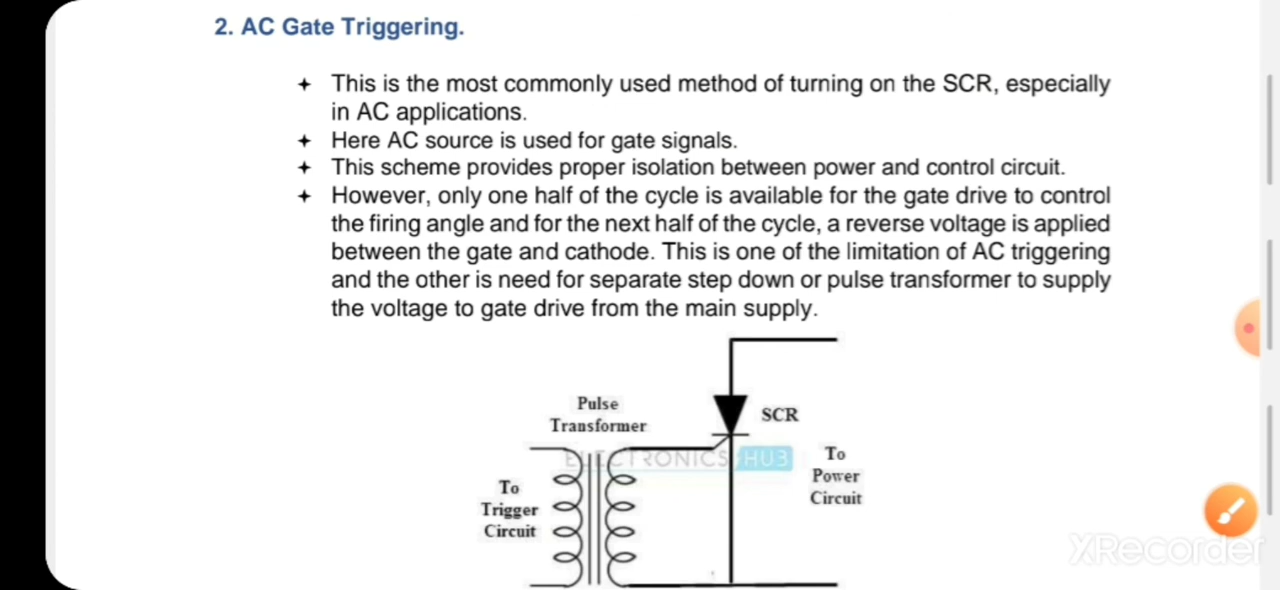 2. AC Gate Triggering.
+ This is the most commonly used method of turning on the SCR, especially
in AC applications.
+ Here AC source is used for gate signals.
+ This scheme provides proper isolation between power and control circuit.
+ However, only one half of the cycle is available for the gate drive to control
the firing angle and for the next half of the cycle, a reverse voltage is applied
between the gate and cathode. This is one of the limitation of AC triggering
and the other is need for separate step down or pulse transformer to supply
the voltage to gate drive from the main supply.
Pulse
Transformer
SCR
ELECTRONICS HUB
To
Power
Circuit
To
Trigger
Circuit
XRecorder